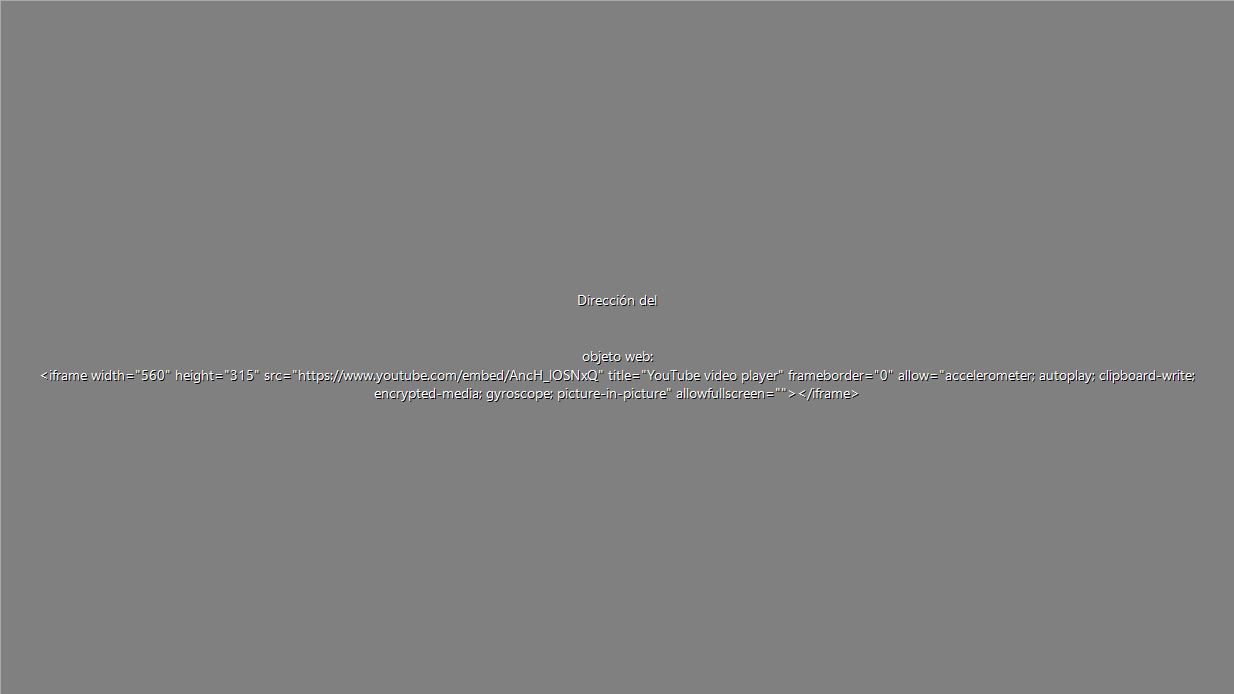 Dirección del
objeto web:
<iframe width="560" height="315" src="https://www.youtube.com/embed/AncH_lOSNxQ" title="YouTube video player" frameborder="0" allow="accelerometer; autoplay; clipboard-write;
encrypted-media; gyroscope; picture-in-picture" allowfullscreen=""></iframe>